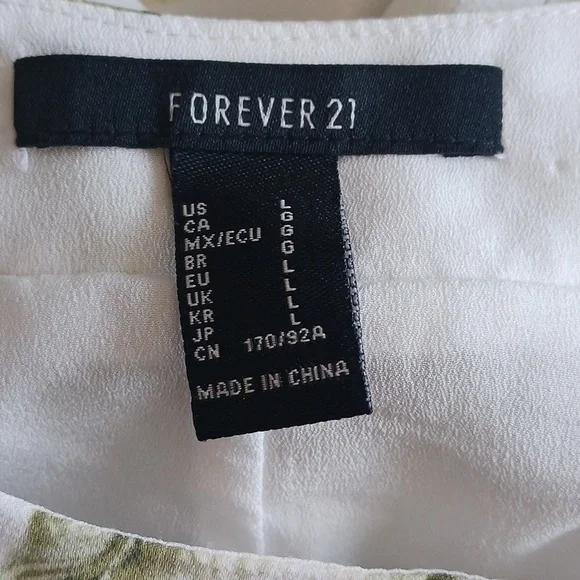 FOREVER 21
US L
CA G
MX/ECU G
BR G
EU L
UK L
KR L
JP L
CN 170/92A
MADE IN CHINA